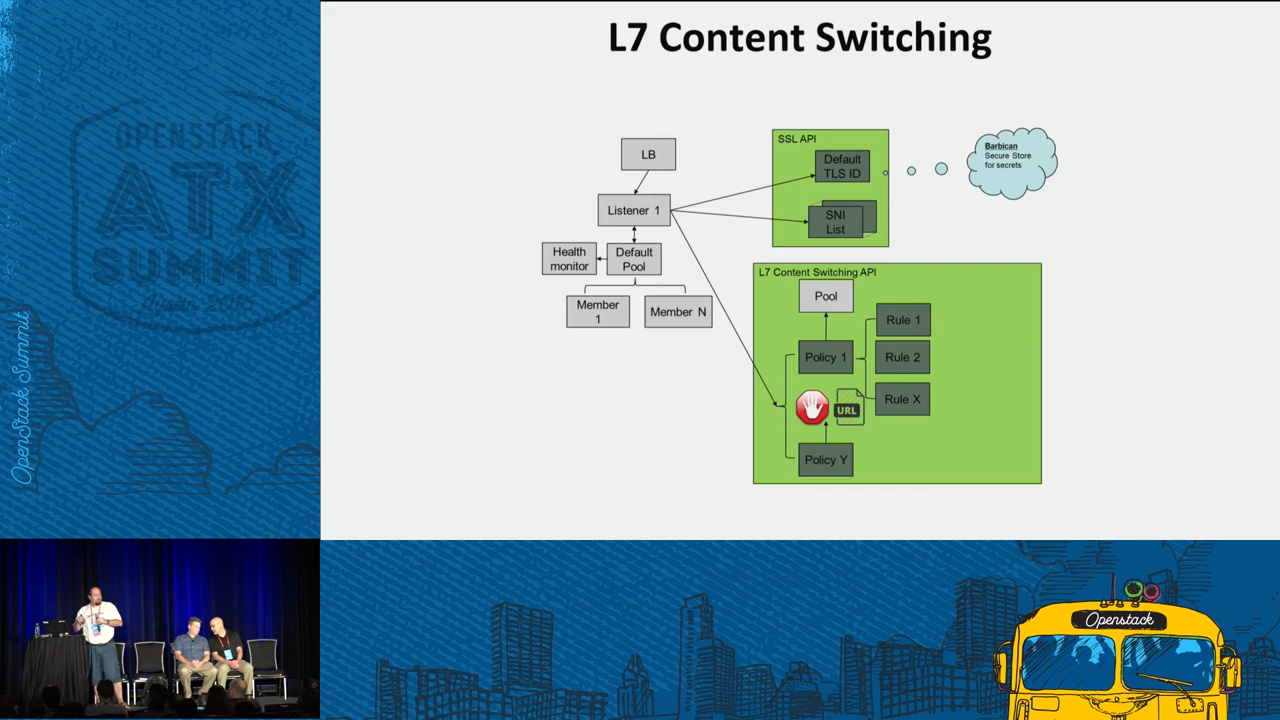 L7 Content Switching
OPENSTACK
ATX
SUMMIT
Austin 2016
OpenStack Summit
LB
Listener 1
Health
monitor
Default
Pool
Member
1
Member N
SSL API
Default
TLS ID
SNI
List
Barbican
Secure Store
for secrets
L7 Content Switching API
Pool
Policy 1
Rule 1
Rule 2
Rule X
URL
Policy Y
Openstack